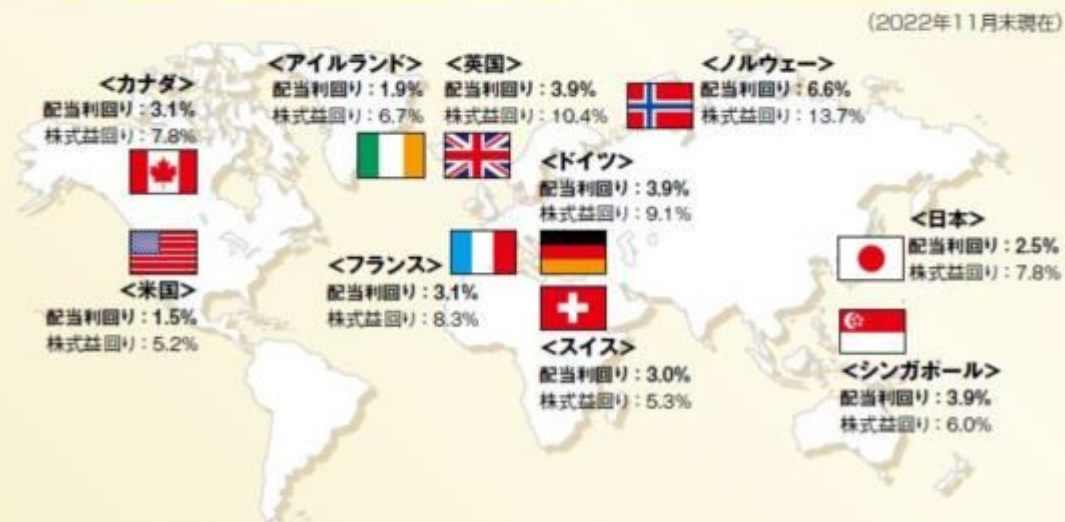 (2022年11月末現在)
<カナダ>
配当利回り：3.1%
株式益回り：7.8%
<アイルランド>
配当利回り：1.9%
株式益回り：6.7%
<英国>
配当利回り：3.9%
株式益回り：10.4%
<ノルウェー>
配当利回り：6.6%
株式益回り：13.7%
<ドイツ>
配当利回り：3.9%
株式益回り：9.1%
<日本>
配当利回り：2.5%
株式益回り：7.8%
<米国>
配当利回り：1.5%
株式益回り：5.2%
<フランス>
配当利回り：3.1%
株式益回り：8.3%
<スイス>
配当利回り：3.0%
株式益回り：5.3%
<シンガポール>
配当利回り：3.9%
株式益回り：6.0%